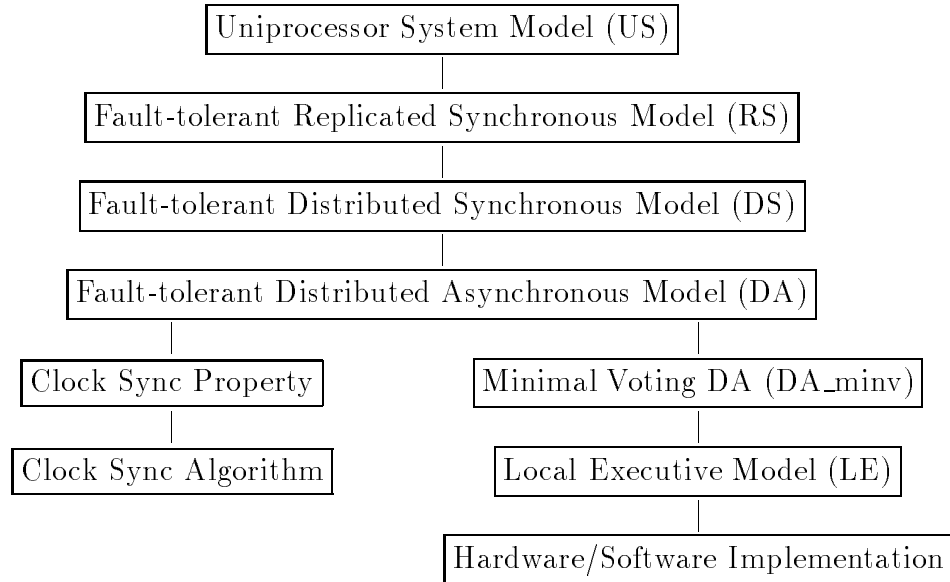 Uniprocessor System Model (US)
Fault-tolerant Replicated Synchronous Model (RS)
Fault-tolerant Distributed Synchronous Model (DS)
Fault-tolerant Distributed Asynchronous Model (DA)
Clock Sync Property
Minimal Voting DA (DA_minv)
Clock Sync Algorithm
Local Executive Model (LE)
Hardware/Software Implementation